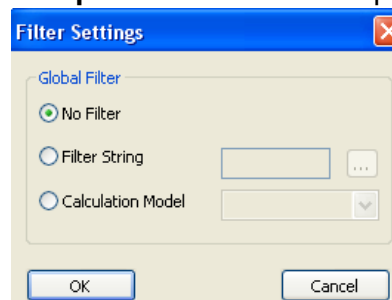 Filter Settings
Global Filter
No Filter
Filter String ...
Calculation Model
OK Cancel